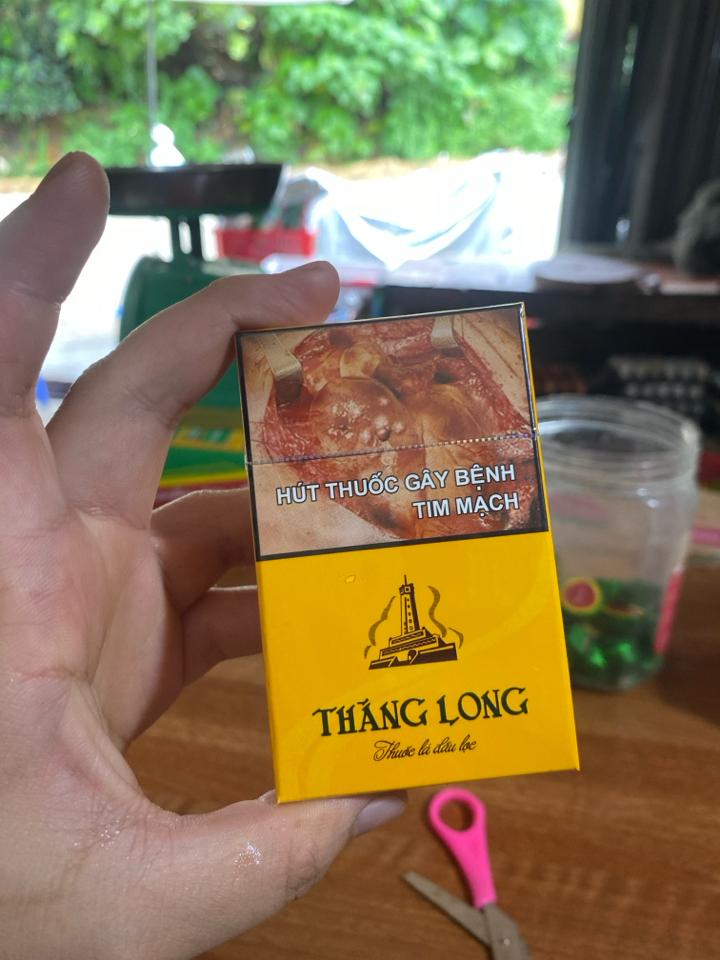 HÚT THUỐC GÂY BỆNH
TIM MẠCH
THĂNG LONG
Thuốc lá đầu lọc